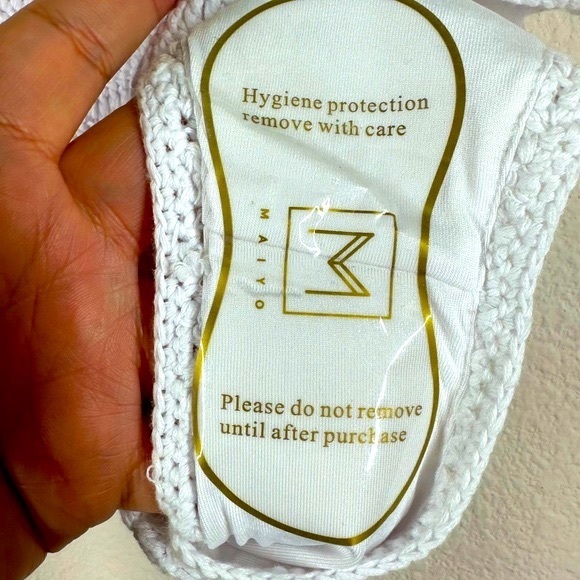 Hygiene protection
remove with care
MAIYO
M
Please do not remove
until after purchase